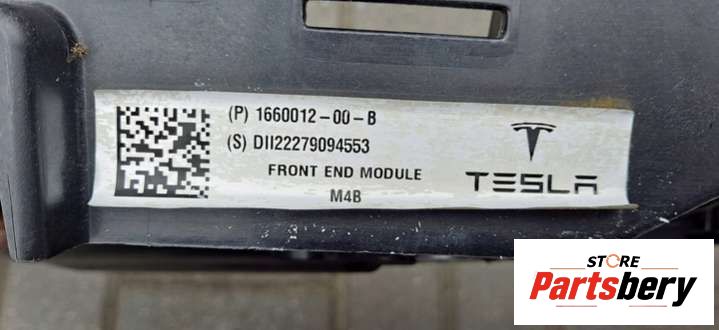 (P) 1660012-00-B
(S) DII22279094553
FRONT END MODULE
M4B
TESLA
STORE
Partsbery